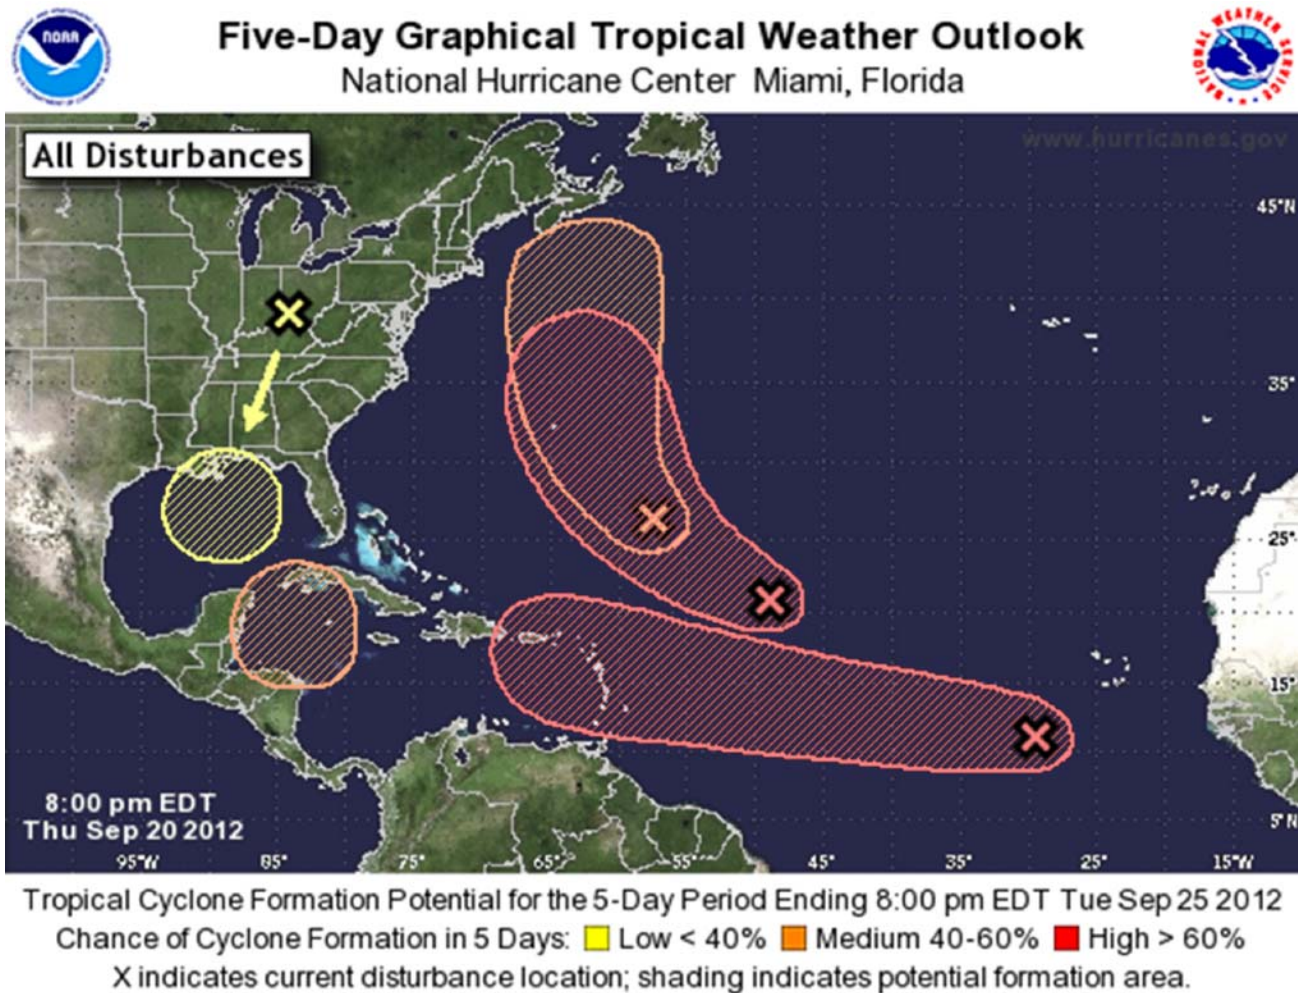 NOAA
Five-Day Graphical Tropical Weather Outlook
National Hurricane Center Miami, Florida
NATIONAL WEATHER SERVICE
All Disturbances
www.hurricanes.gov
45°N
35°
25°
15°
5°N
8:00 pm EDT
Thu Sep 20 2012
95°W 85° 75° 65° 55° 45° 35° 25° 15°W
Tropical Cyclone Formation Potential for the 5-Day Period Ending 8:00 pm EDT Tue Sep 25 2012
Chance of Cyclone Formation in 5 Days: Low < 40% Medium 40-60% High > 60%
X indicates current disturbance location; shading indicates potential formation area.